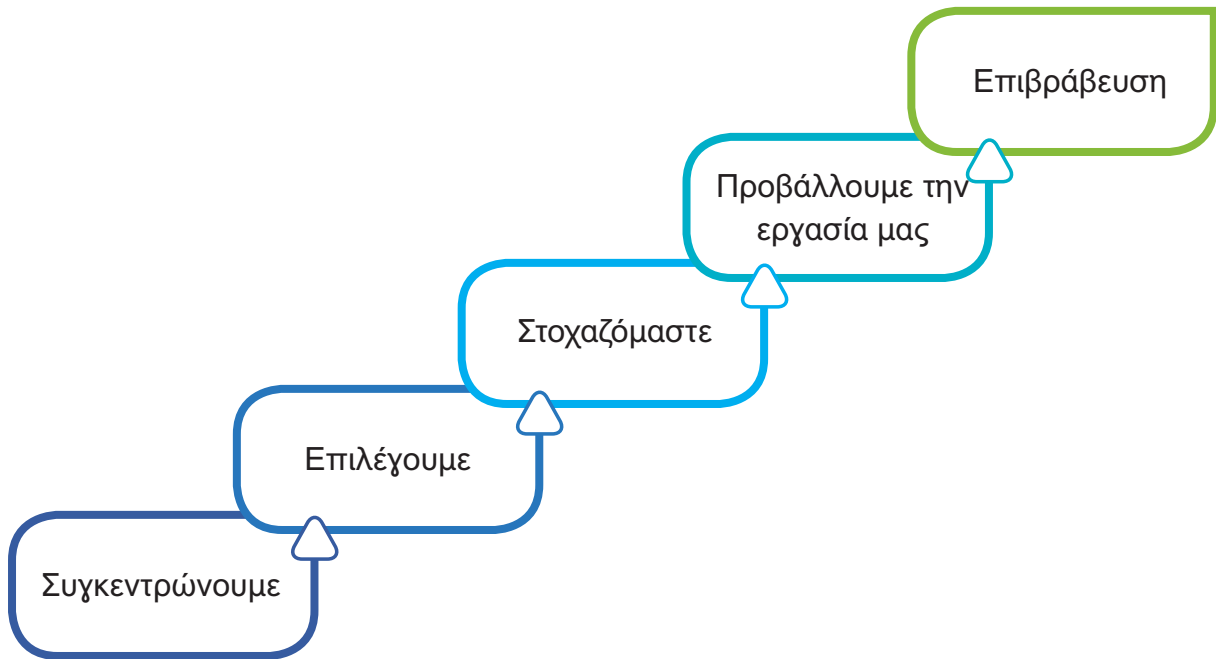 Επιβράβευση
Προβάλλουμε την
εργασία μας
Στοχαζόμαστε
Επιλέγουμε
Συγκεντρώνουμε